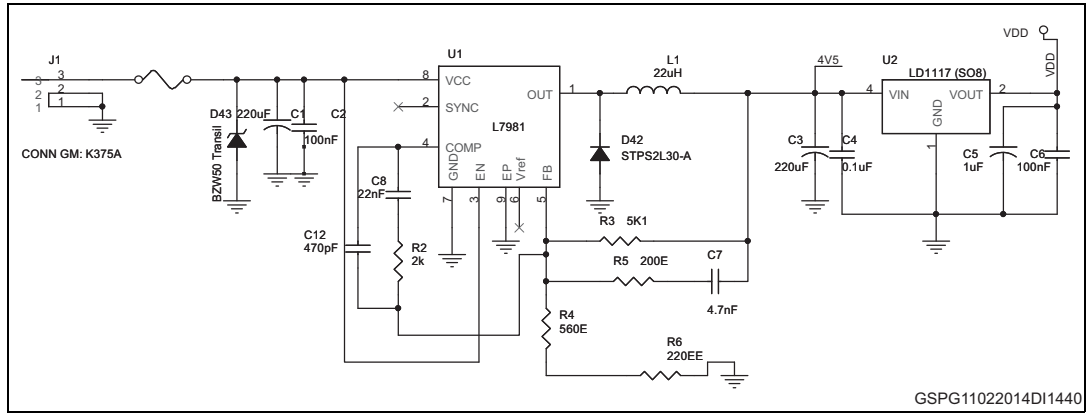 VDD
VDD
J1
3
3
2
2
1
1
CONN GM: K375A
D43
BZW50 Transil
220uF
C1
100nF
C2
U1
8
VCC
2
SYNC
4
COMP
L7981
OUT
1
GND
EN
EP
Vref
FB
7
3
9
6
5
C8
22nF
C12
470pF
R2
2k
L1
22uH
D42
STPS2L30-A
R3 5K1
R5 200E
C7
4.7nF
R4
560E
R6
220EE
4V5
C3
220uF
C4
0.1uF
U2
LD1117 (SO8)
4
VIN
VOUT
2
GND
1
C5
1uF
C6
100nF
GSPG11022014DI1440